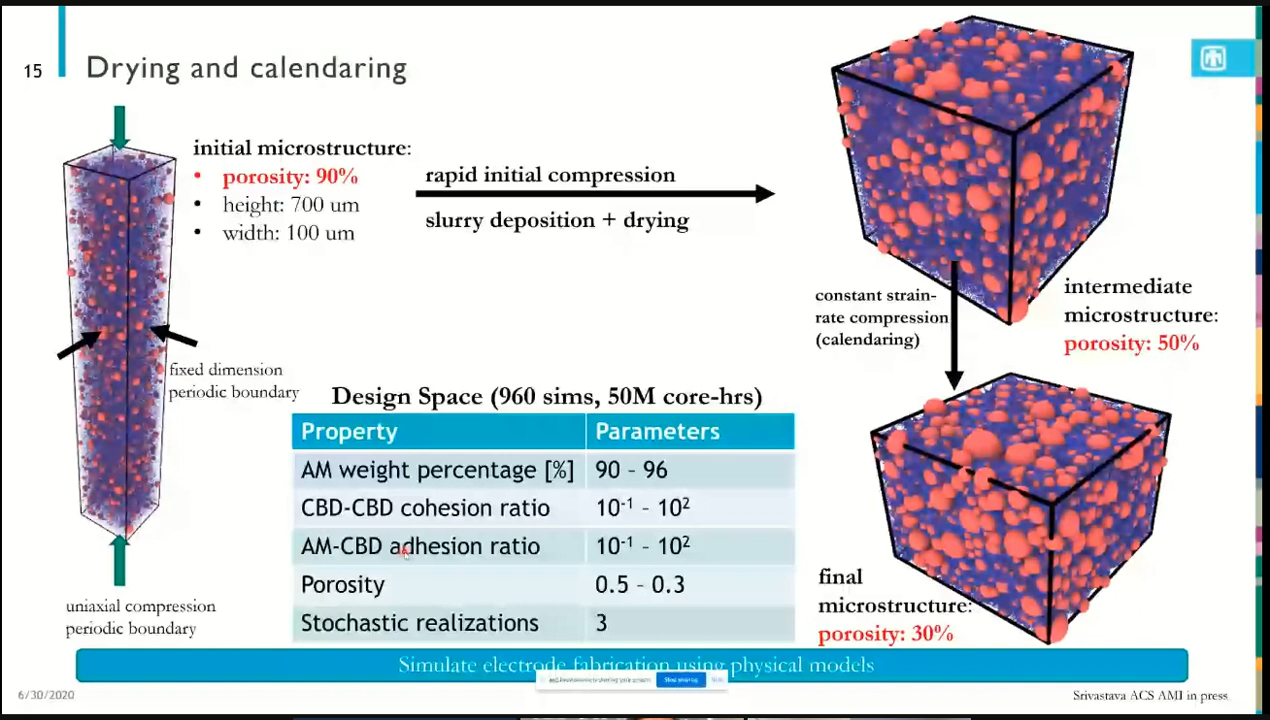 15
Drying and calendaring
initial microstructure:
• porosity: 90%
• height: 700 um
• width: 100 um
rapid initial compression
slurry deposition + drying
constant strain-
rate compression
(calendaring)
intermediate
microstructure:
porosity: 50%
fixed dimension
periodic boundary
Design Space (960 sims, 50M core-hrs)
Property Parameters
AM weight percentage [%] 90 – 96
CBD-CBD cohesion ratio 10⁻¹ – 10²
AM-CBD adhesion ratio 10⁻¹ – 10²
Porosity 0.5 – 0.3
Stochastic realizations 3
uniaxial compression
periodic boundary
final
microstructure:
porosity: 30%
Simulate electrode fabrication using physical models
Stop sharing
6/30/2020
Srivastava ACS AMI in press